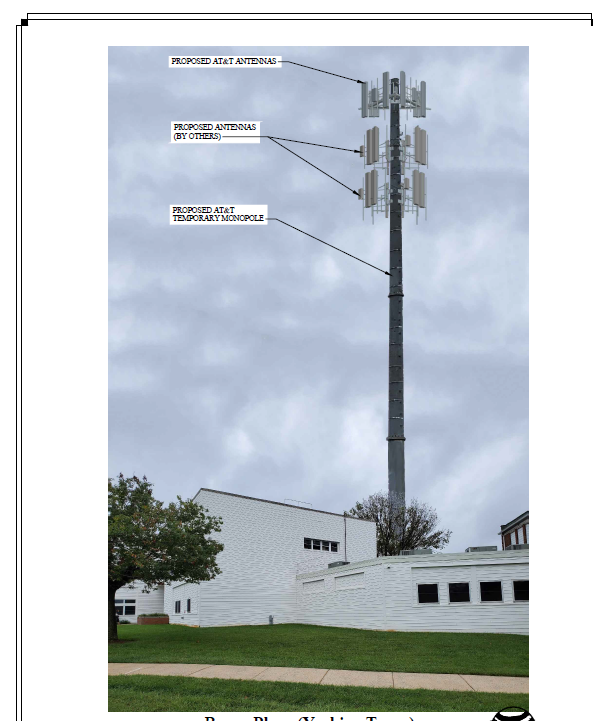 PROPOSED AT&T ANTENNAS
PROPOSED ANTENNAS
(BY OTHERS)
PROPOSED AT&T
TEMPORARY MONOPOLE